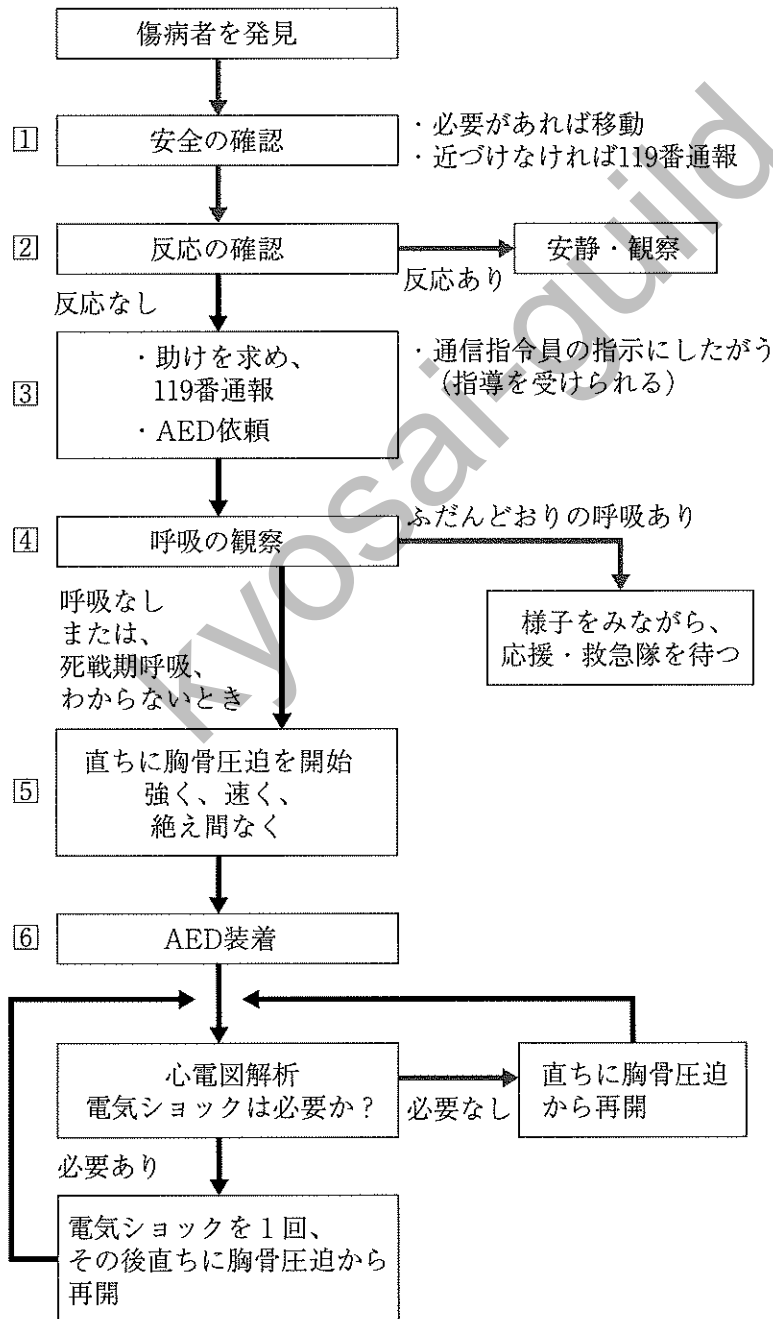 傷病者を発見
1 安全の確認
・必要があれば移動
・近づけなければ119番通報
2 反応の確認
反応あり
安静・観察
反応なし
3
・助けを求め、
119番通報
・AED依頼
・通信指令員の指示にしたがう
（指導を受けられる）
4 呼吸の観察
ふだんどおりの呼吸あり
様子をみながら、
応援・救急隊を待つ
呼吸なし
または、
死戦期呼吸、
わからないとき
5
直ちに胸骨圧迫を開始
強く、速く、
絶え間なく
6 AED装着
心電図解析
電気ショックは必要か？
必要なし
直ちに胸骨圧迫
から再開
必要あり
電気ショックを1回、
その後直ちに胸骨圧迫から
再開
kyosai-guild